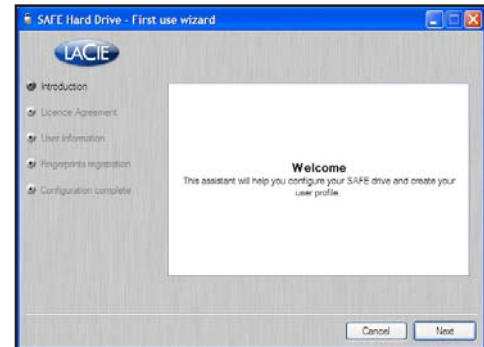 SAFE Hard Drive - First use wizard
LACIE
Introduction
Licence Agreement
User Information
Fingerprints registration
Configuration complete
Welcome
This assistant will help you configure your SAFE drive and create your
user profile.
Cancel
Next